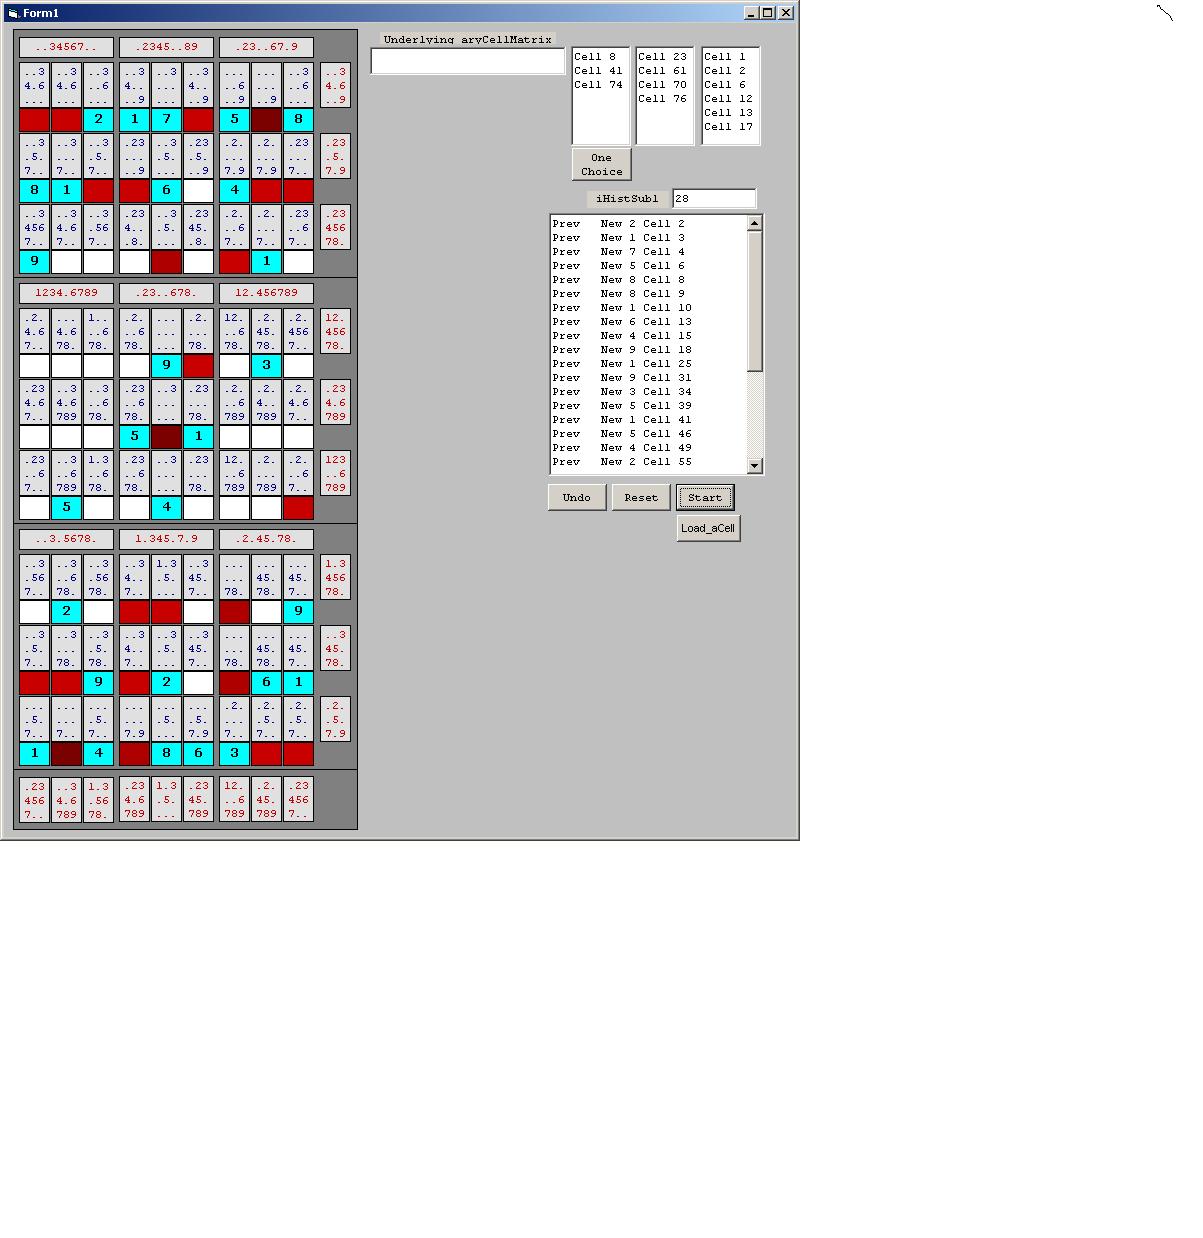 Form1
..34567.. .2345..89 .23..67.9
..3 ..3 ..3 ..3 ... ..3 ... ... ..3 ..3
4.6 4.6 ..6 4.. ... 4.. ..6 ... ..6 4.6
... ... ... ..9 ... ..9 ..9 ..9 ... ..9
2 1 7 5 8
..3 ... ..3 .23 ..3 .23 .2. .2. .23 .23
.5. ... .5. ... .5. .5. ... ... ... .5.
7.. ... 7.. ..9 ... ..9 7.9 7.9 7.. 7.9
8 1 6 4
..3 ..3 ..3 .23 ..3 .23 .2. .2. .23 .23
456 4.6 .56 4.. .5. 45. ..6 ... ..6 456
7.. 7.. 7.. .8. ... .8. 7.. 7.. 7.. 78.
9 1
1234.6789 .23..678. 12.456789
.2. ... 1.. .2. ... .2. 12. .2. .2. 12.
4.6 4.6 ..6 ..6 ... ... ..6 45. 456 456
7.. 78. 78. 78. ... 78. 78. 78. 7.. 78.
9 3
.23 ..3 ..3 .23 ..3 .23 .2. .2. .2. .23
4.6 4.6 ..6 ..6 ... ... ..6 4.. 4.6 4.6
7.. 789 78. 78. ... 78. 789 789 7.. 789
5 1
.23 ..3 1.3 .23 ... .23 12. .2. .2. 123
..6 ..6 ..6 ..6 ... ... ..6 ... ..6 ..6
7.. 789 78. 78. ... 78. 789 789 7.. 789
5 4
..3.5678. 1.345.7.9 .2.45.78.
..3 ..3 ..3 ..3 1.3 ..3 ... ... ... 1.3
.56 ..6 .56 4.. .5. 45. ... 45. 45. 456
7.. 78. 78. 7.. ... 7.. 78. 78. 7.. 78.
2 9
..3 ..3 ..3 ..3 ..3 ..3 ... ... ... ..3
.5. ... .5. 4.. .5. 45. ... 45. 45. 45.
7.. 78. 78. 7.. ... 7.. 78. 78. 7.. 78.
9 2 6 1
... ... ... ... ... ... .2. .2. .2. .2.
.5. ... .5. ... .5. .5. ... .5. .5. .5.
7.. 7.. 7.. 7.9 ... 7.9 7.. 7.. 7.. 7.9
1 4 8 6 3
.23 ..3 1.3 .23 1.3 .23 12. .2. .23
456 4.6 .56 4.6 .5. 45. ..6 45. 456
7.. 789 78. 789 ... 789 789 789 7..
Underlying aryCellMatrix
Cell 8
Cell 41
Cell 74
Cell 23
Cell 61
Cell 70
Cell 76
Cell 1
Cell 2
Cell 6
Cell 12
Cell 13
Cell 17
One
Choice
iHistSub1 28
Prev New 2 Cell 2
Prev New 1 Cell 3
Prev New 7 Cell 4
Prev New 5 Cell 6
Prev New 8 Cell 8
Prev New 8 Cell 9
Prev New 1 Cell 10
Prev New 6 Cell 13
Prev New 4 Cell 15
Prev New 9 Cell 18
Prev New 1 Cell 25
Prev New 9 Cell 31
Prev New 3 Cell 34
Prev New 5 Cell 39
Prev New 1 Cell 41
Prev New 5 Cell 46
Prev New 4 Cell 49
Prev New 2 Cell 55
Undo Reset Start
Load_aCell